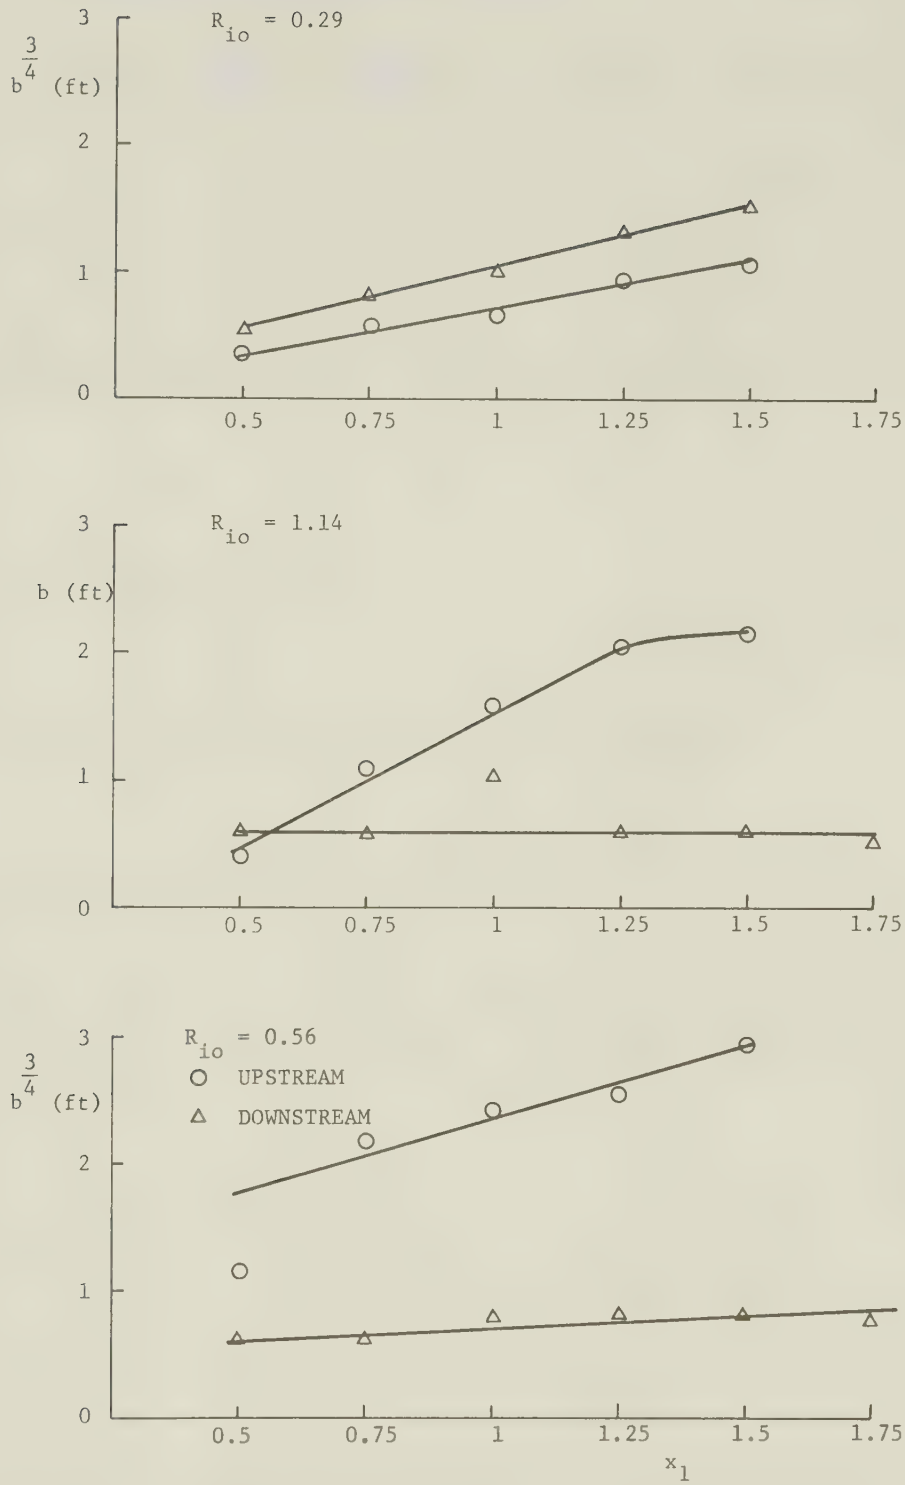 3
R_io = 0.29
b^3/4 (ft)
2
1
0
0.5 0.75 1 1.25 1.5 1.75
3
R_io = 1.14
b (ft)
2
1
0
0.5 0.75 1 1.25 1.5 1.75
3
R_io = 0.56
b^3/4 (ft)
UPSTREAM
DOWNSTREAM
2
1
0
0.5 0.75 1 1.25 1.5 1.75
x_1